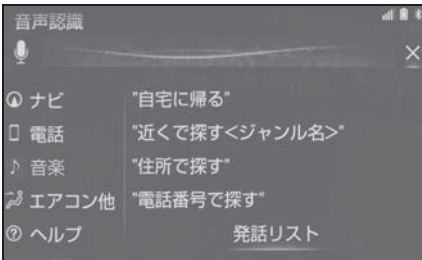 音声認識
ナビ
"自宅に帰る"
電話
"近くで探す<ジャンル名>"
音楽
"住所で探す"
エアコン他
"電話番号で探す"
ヘルプ
発話リスト